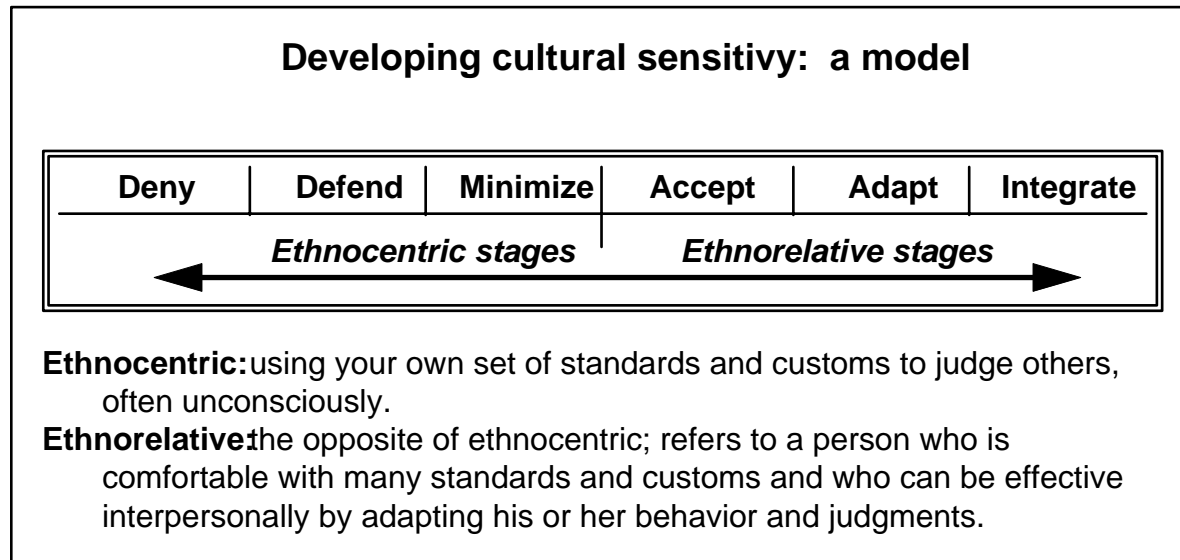 Developing cultural sensitivy: a model
Deny Defend Minimize Accept Adapt Integrate
Ethnocentric stages Ethnorelative stages
Ethnocentric: using your own set of standards and customs to judge others,
often unconsciously.
Ethnorelative: the opposite of ethnocentric; refers to a person who is
comfortable with many standards and customs and who can be effective
interpersonally by adapting his or her behavior and judgments.